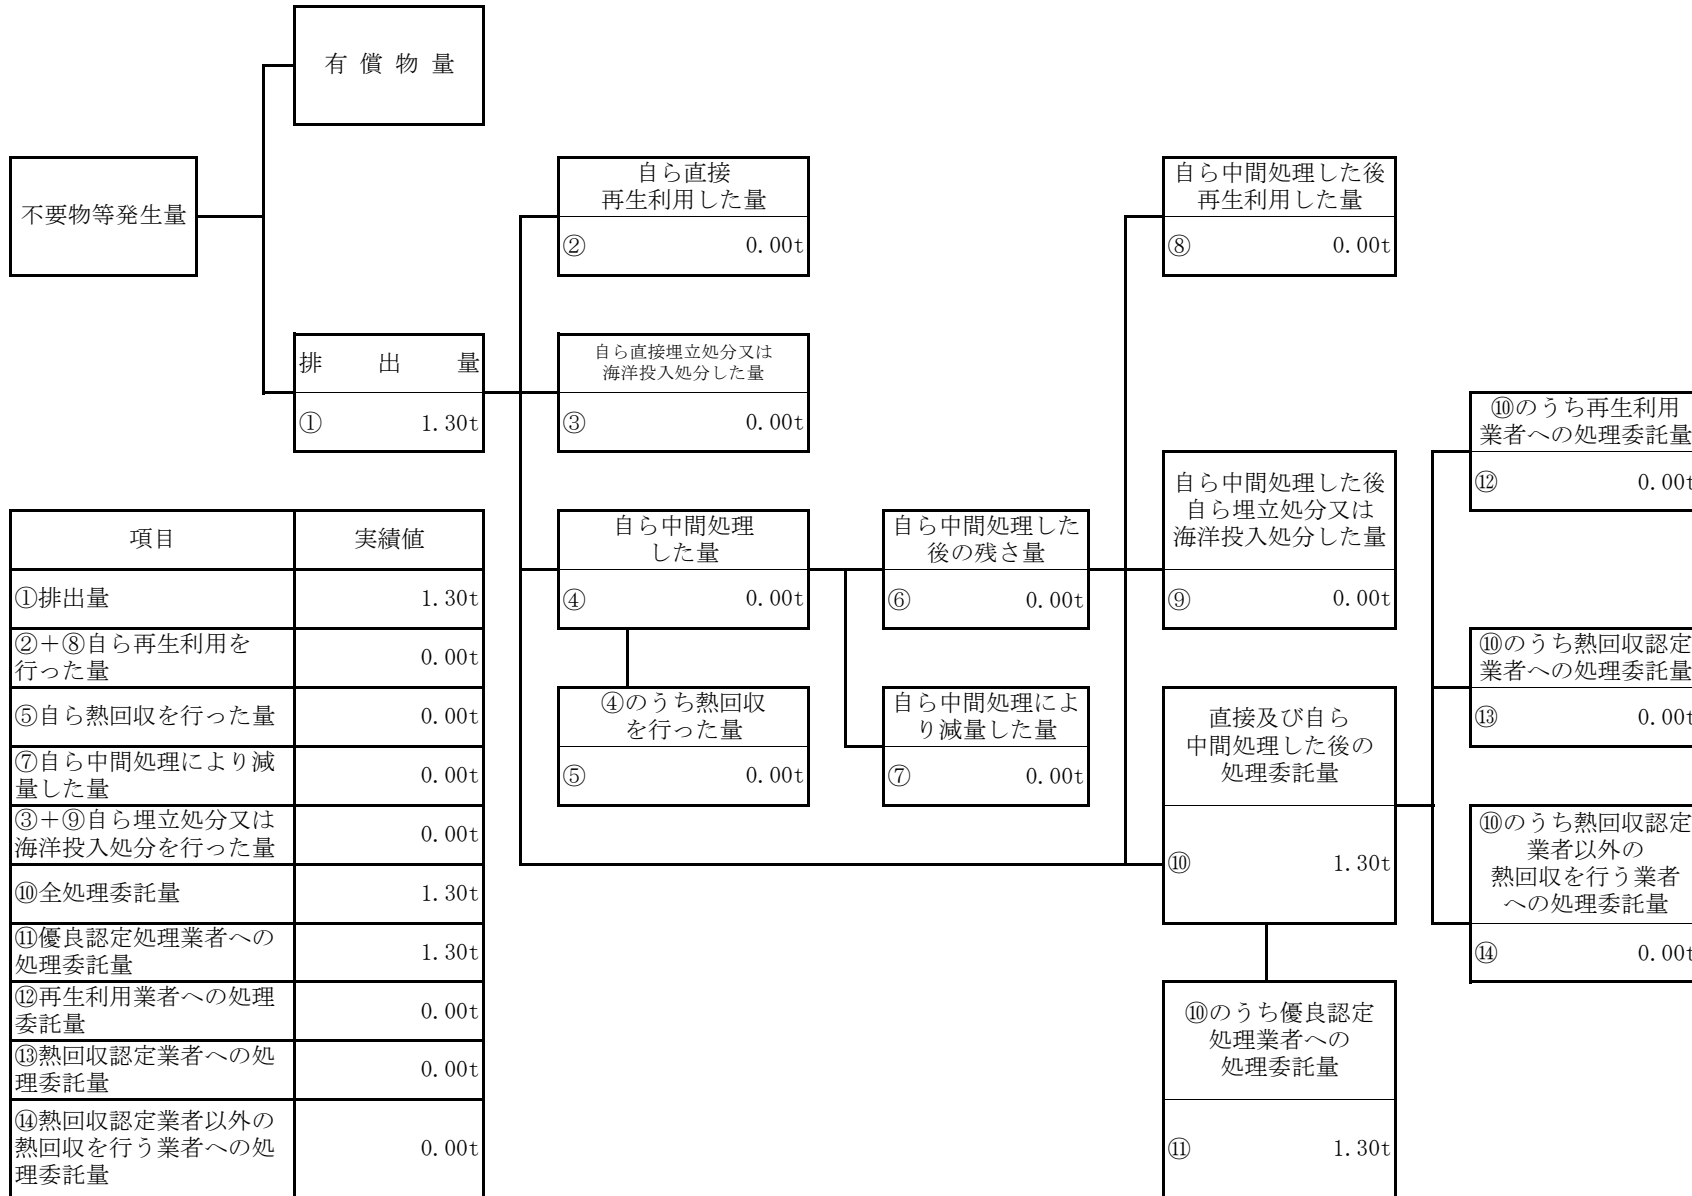 有 償 物 量
不要物等発生量
自ら直接
再生利用した量
② 0.00t
自ら中間処理した後
再生利用した量
⑧ 0.00t
排 出 量
① 1.30t
自ら直接埋立処分又は
海洋投入処分した量
③ 0.00t
⑩のうち再生利用
業者への処理委託量
⑫ 0.00t
自ら中間処理
した量
④ 0.00t
自ら中間処理した
後の残さ量
⑥ 0.00t
自ら中間処理した後
自ら埋立処分又は
海洋投入処分した量
⑨ 0.00t
⑩のうち熱回収認定
業者への処理委託量
⑬ 0.00t
④のうち熱回収
を行った量
⑤ 0.00t
自ら中間処理によ
り減量した量
⑦ 0.00t
直接及び自ら
中間処理した後の
処理委託量
⑩ 1.30t
⑩のうち熱回収認定
業者以外の
熱回収を行う業者
への処理委託量
⑭ 0.00t
⑩のうち優良認定
処理業者への
処理委託量
⑪ 1.30t
項目 実績値
①排出量 1.30t
②＋⑧自ら再生利用を
行った量 0.00t
⑤自ら熱回収を行った量 0.00t
⑦自ら中間処理により減
量した量 0.00t
③＋⑨自ら埋立処分又は
海洋投入処分を行った量 0.00t
⑩全処理委託量 1.30t
⑪優良認定処理業者への
処理委託量 1.30t
⑫再生利用業者への処理
委託量 0.00t
⑬熱回収認定業者への処
理委託量 0.00t
⑭熱回収認定業者以外の
熱回収を行う業者への処
理委託量 0.00t